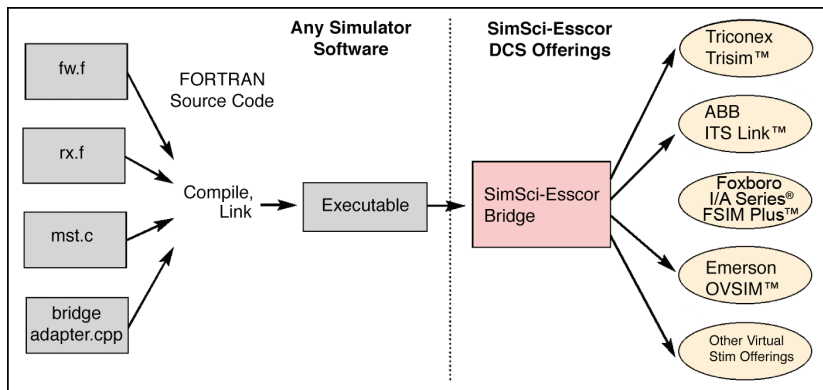 Any Simulator
Software
SimSci-Esscor
DCS Offerings
FORTRAN
Source Code
fw.f
rx.f
mst.c
bridge
adapter.cpp
Compile,
Link
Executable
SimSci-Esscor
Bridge
Triconex
Trisim™
ABB
ITS Link™
Foxboro
I/A Series®
FSIM Plus™
Emerson
OVSIM™
Other Virtual
Stim Offerings